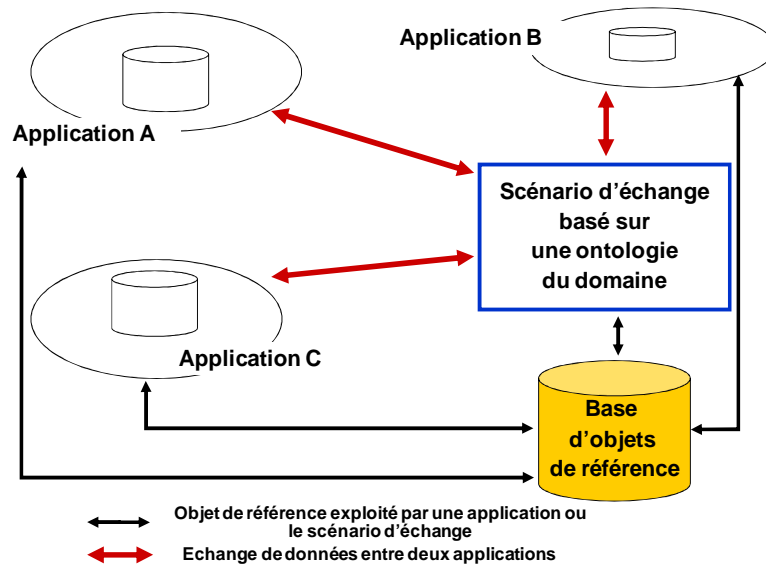 Application B
Application A
Scénario d'échange
basé sur
une ontologie
du domaine
Application C
Base
d'objets
de référence
Objet de référence exploité par une application ou
le scénario d'échange
Echange de données entre deux applications